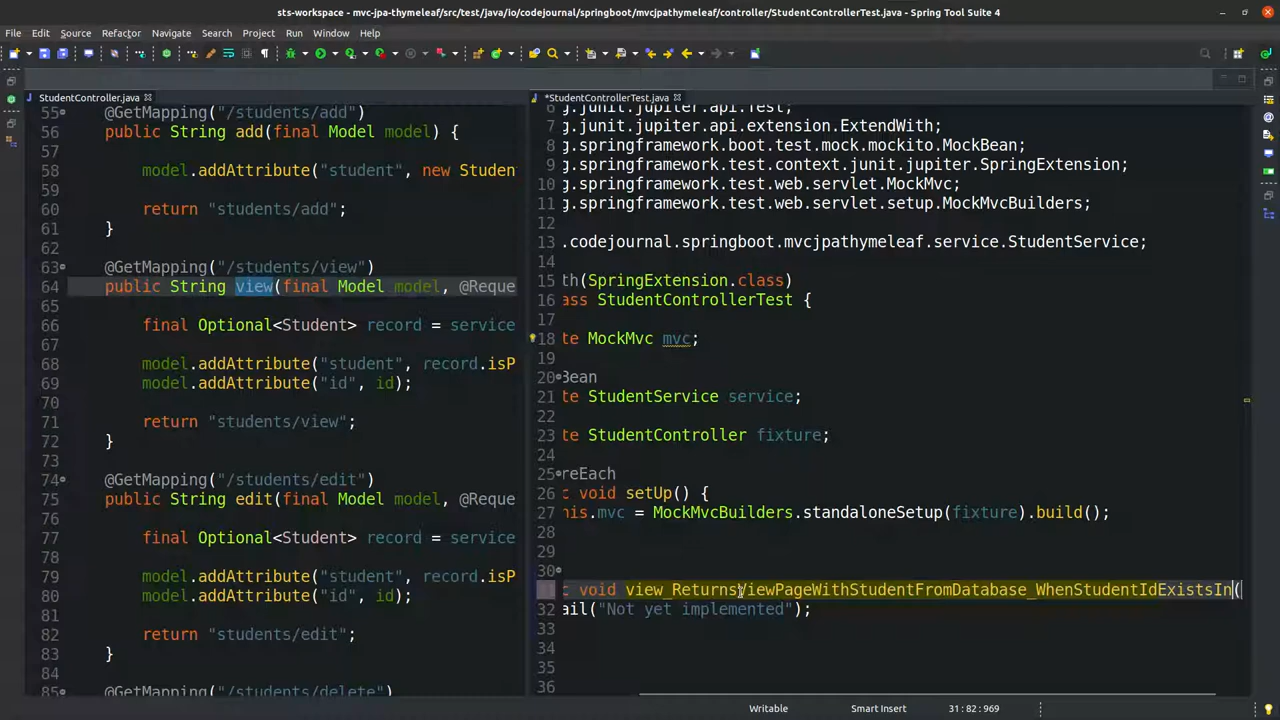 sts-workspace - mvc-jpa-thymeleaf/src/test/java/io/codejournal/springboot/mvcjpathymeleaf/controller/StudentControllerTest.java - Spring Tool Suite 4
File Edit Source Refactor Navigate Search Project Run Window Help
StudentController.java
55 @GetMapping("/students/add")
56 public String add(final Model model) {
57
58 model.addAttribute("student", new Studen
59
60 return "students/add";
61 }
62
63 @GetMapping("/students/view")
64 public String view(final Model model, @Reque
65
66 final Optional<Student> record = service
67
68 model.addAttribute("student", record.isP
69 model.addAttribute("id", id);
70
71 return "students/view";
72 }
73
74 @GetMapping("/students/edit")
75 public String edit(final Model model, @Reque
76
77 final Optional<Student> record = service
78
79 model.addAttribute("student", record.isP
80 model.addAttribute("id", id);
81
82 return "students/edit";
83 }
84
85 @GetMapping("/students/delete")
*StudentControllerTest.java
6 g.junit.jupiter.api.Test;
7 g.junit.jupiter.api.extension.ExtendWith;
8 g.springframework.boot.test.mock.mockito.MockBean;
9 g.springframework.test.context.junit.jupiter.SpringExtension;
10 g.springframework.test.web.servlet.MockMvc;
11 g.springframework.test.web.servlet.setup.MockMvcBuilders;
12
13 .codejournal.springboot.mvcjpathymeleaf.service.StudentService;
14
15 th(SpringExtension.class)
16 ass StudentControllerTest {
17
18 te MockMvc mvc;
19
20 Bean
21 te StudentService service;
22
23 te StudentController fixture;
24
25 reEach
26 c void setUp() {
27 his.mvc = MockMvcBuilders.standaloneSetup(fixture).build();
28
29
30
31 c void view_ReturnsViewPageWithStudentFromDatabase_WhenStudentIdExistsIn(
32 ail("Not yet implemented");
33
34
35
36
Writable Smart Insert 31 : 82 : 969